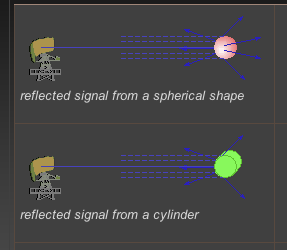 reflected signal from a spherical shape
reflected signal from a cylinder